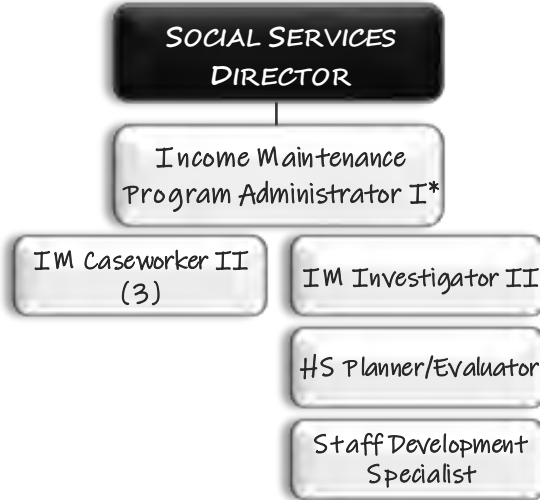 SOCIAL SERVICES
DIRECTOR
Income Maintenance
Program Administrator I*
IM Caseworker II
(3)
IM Investigator II
HS Planner/Evaluator
Staff Development
Specialist